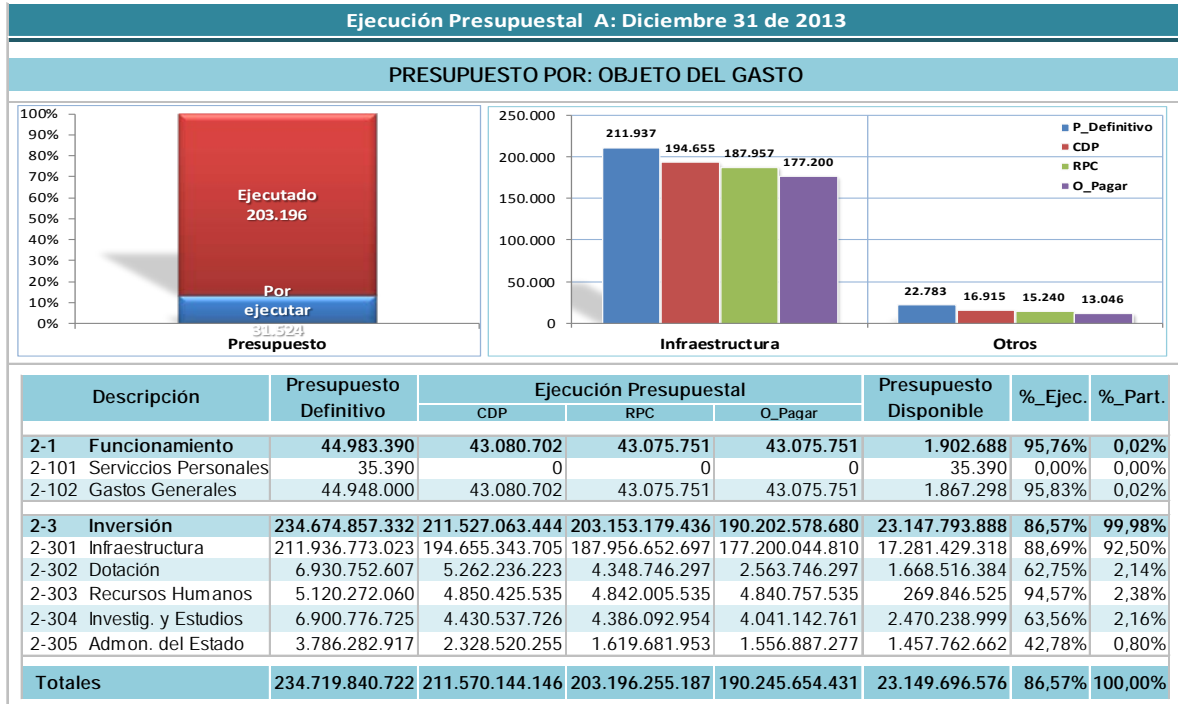 Ejecución Presupuestal A: Diciembre 31 de 2013
PRESUPUESTO POR: OBJETO DEL GASTO
100%
90%
80%
70%
60%
50%
40%
30%
20%
10%
0%
Ejecutado
203.196
Por
ejecutar
31.524
Presupuesto
250.000
200.000
150.000
100.000
50.000
0
211.937
194.655
187.957
177.200
22.783
16.915
15.240
13.046
P_Definitivo
CDP
RPC
O_Pagar
Infraestructura
Otros
Descripción Presupuesto Definitivo Ejecución Presupuestal Presupuesto Disponible %_Ejec. %_Part.
CDP RPC O_Pagar
2-1 Funcionamiento 44.983.390 43.080.702 43.075.751 43.075.751 1.902.688 95,76% 0,02%
2-101 Serviccios Personales 35.390 0 0 0 35.390 0,00% 0,00%
2-102 Gastos Generales 44.948.000 43.080.702 43.075.751 43.075.751 1.867.298 95,83% 0,02%
2-3 Inversión 234.674.857.332 211.527.063.444 203.153.179.436 190.202.578.680 23.147.793.888 86,57% 99,98%
2-301 Infraestructura 211.936.773.023 194.655.343.705 187.956.652.697 177.200.044.810 17.281.429.318 88,69% 92,50%
2-302 Dotación 6.930.752.607 5.262.236.223 4.348.746.297 2.563.746.297 1.668.516.384 62,75% 2,14%
2-303 Recursos Humanos 5.120.272.060 4.850.425.535 4.842.005.535 4.840.757.535 269.846.525 94,57% 2,38%
2-304 Investig. y Estudios 6.900.776.725 4.430.537.726 4.386.092.954 4.041.142.761 2.470.238.999 63,56% 2,16%
2-305 Admon. del Estado 3.786.282.917 2.328.520.255 1.619.681.953 1.556.887.277 1.457.762.662 42,78% 0,80%
Totales 234.719.840.722 211.570.144.146 203.196.255.187 190.245.654.431 23.149.696.576 86,57% 100,00%